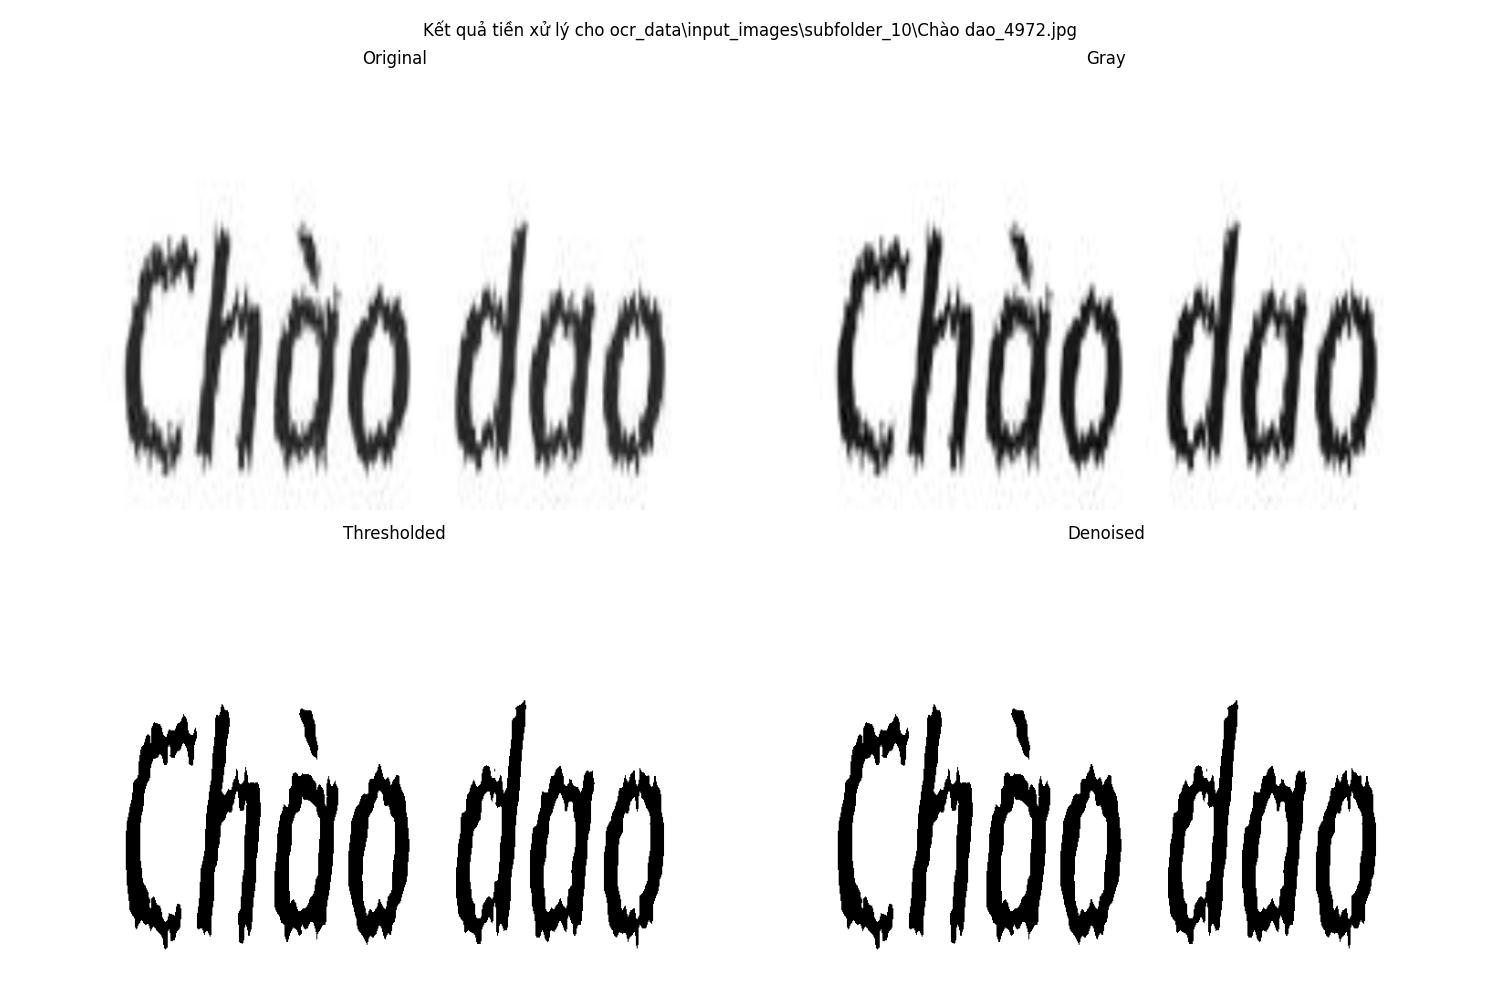 Kết quả tiền xử lý cho ocr_data\input_images\subfolder_10\Chào dao_4972.jpg
Original
Gray
Chào dao
Chào dao
Thresholded
Denoised
Chào dao
Chào dao